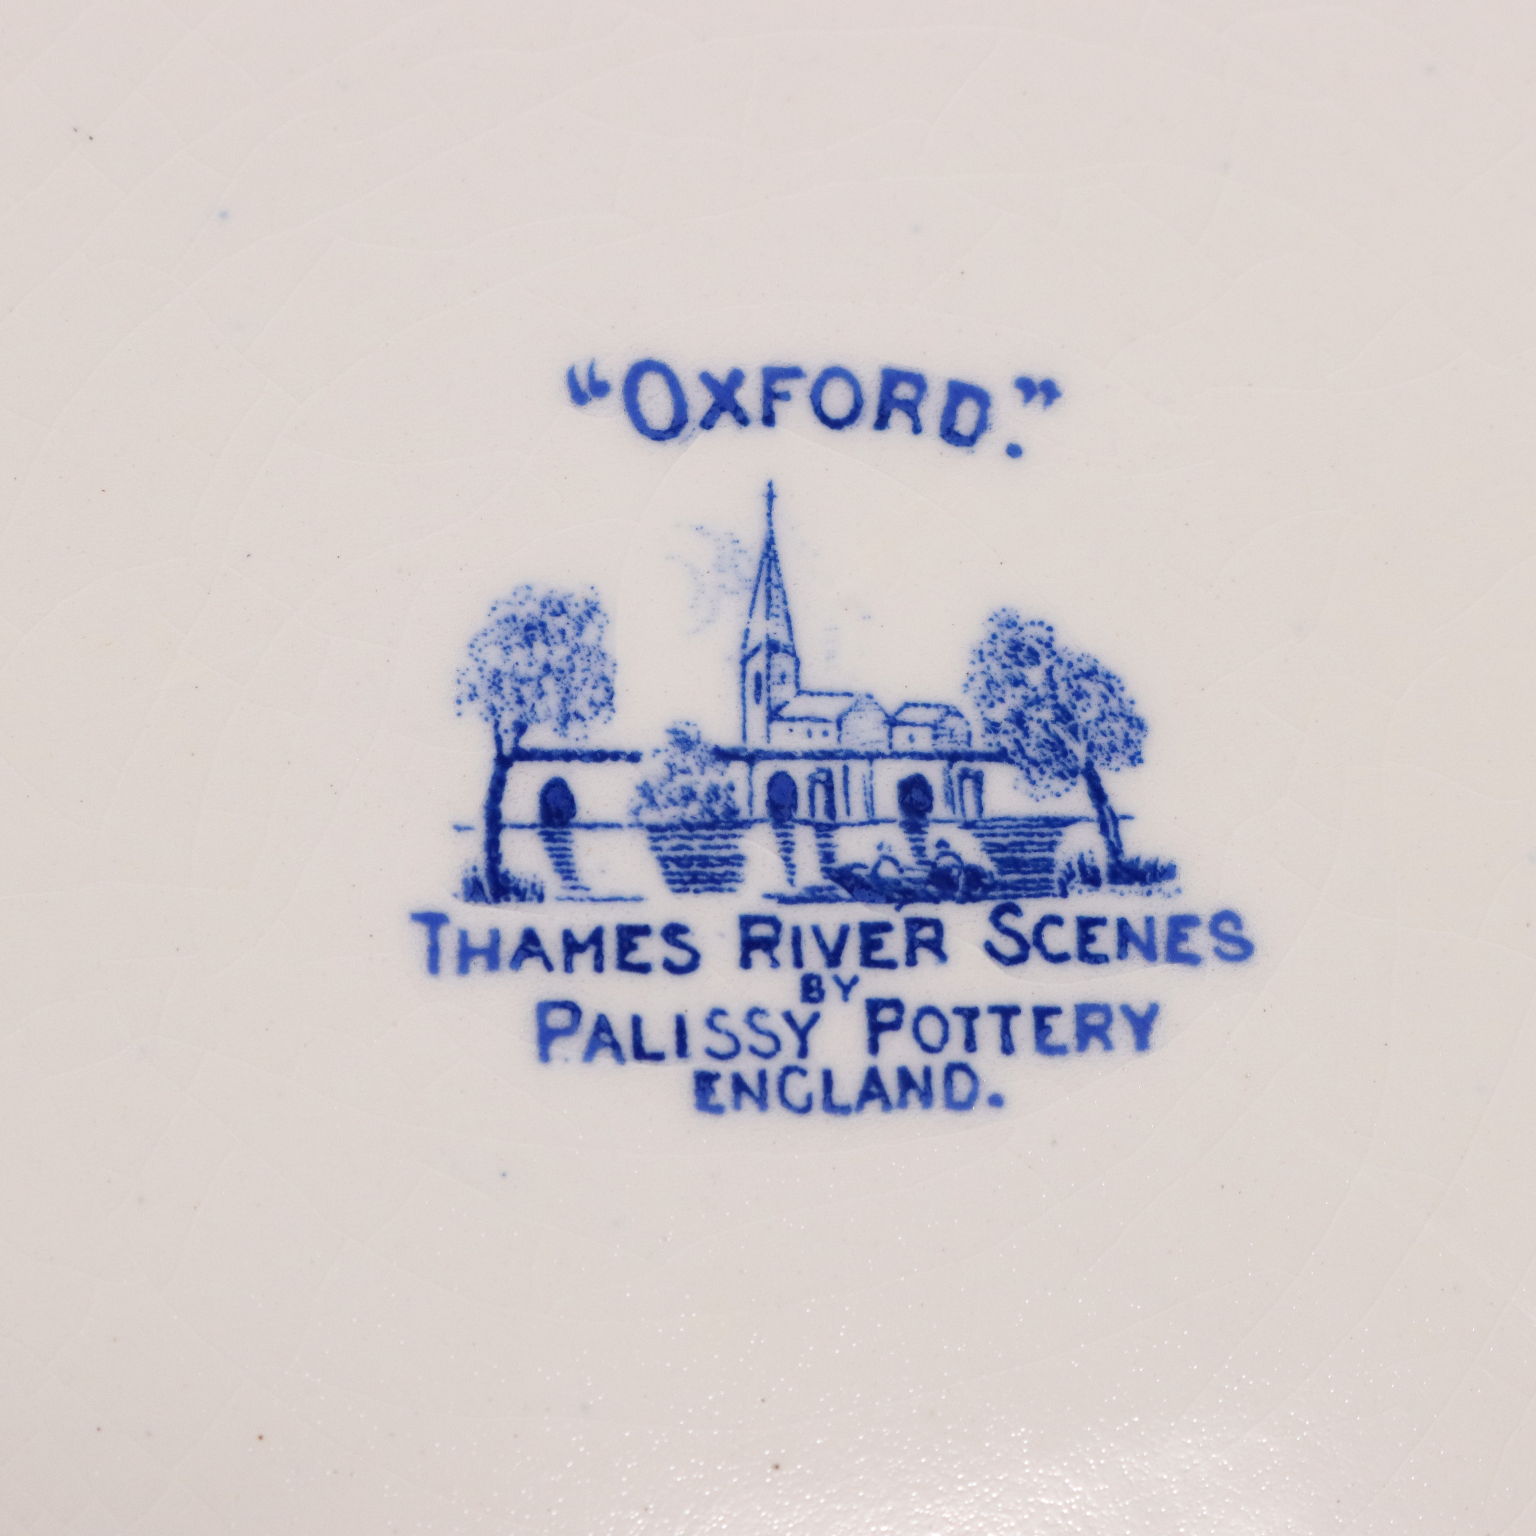 “OXFORD.”
THAMES RIVER SCENES
BY
PALISSY POTTERY
ENGLAND.